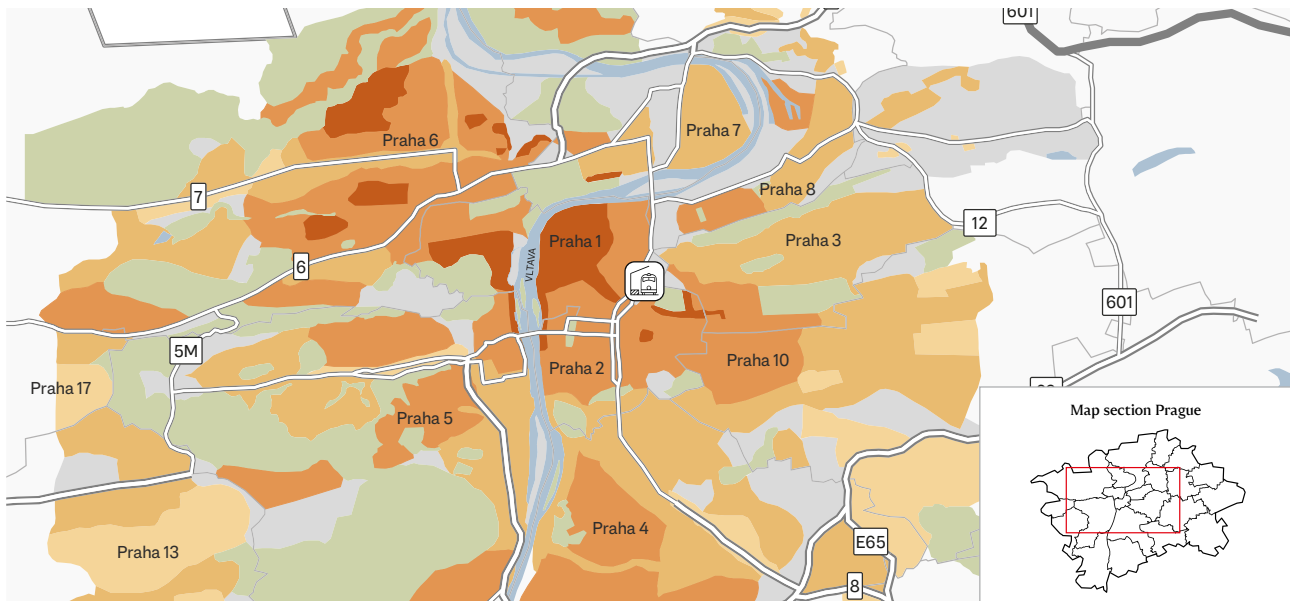 601
Praha 7
Praha 6
7
Praha 8
12
Praha 1
Praha 3
VLTAVA
6
601
5M
Praha 2
Praha 10
Praha 17
Map section Prague
Praha 5
Praha 4
E65
Praha 13
8